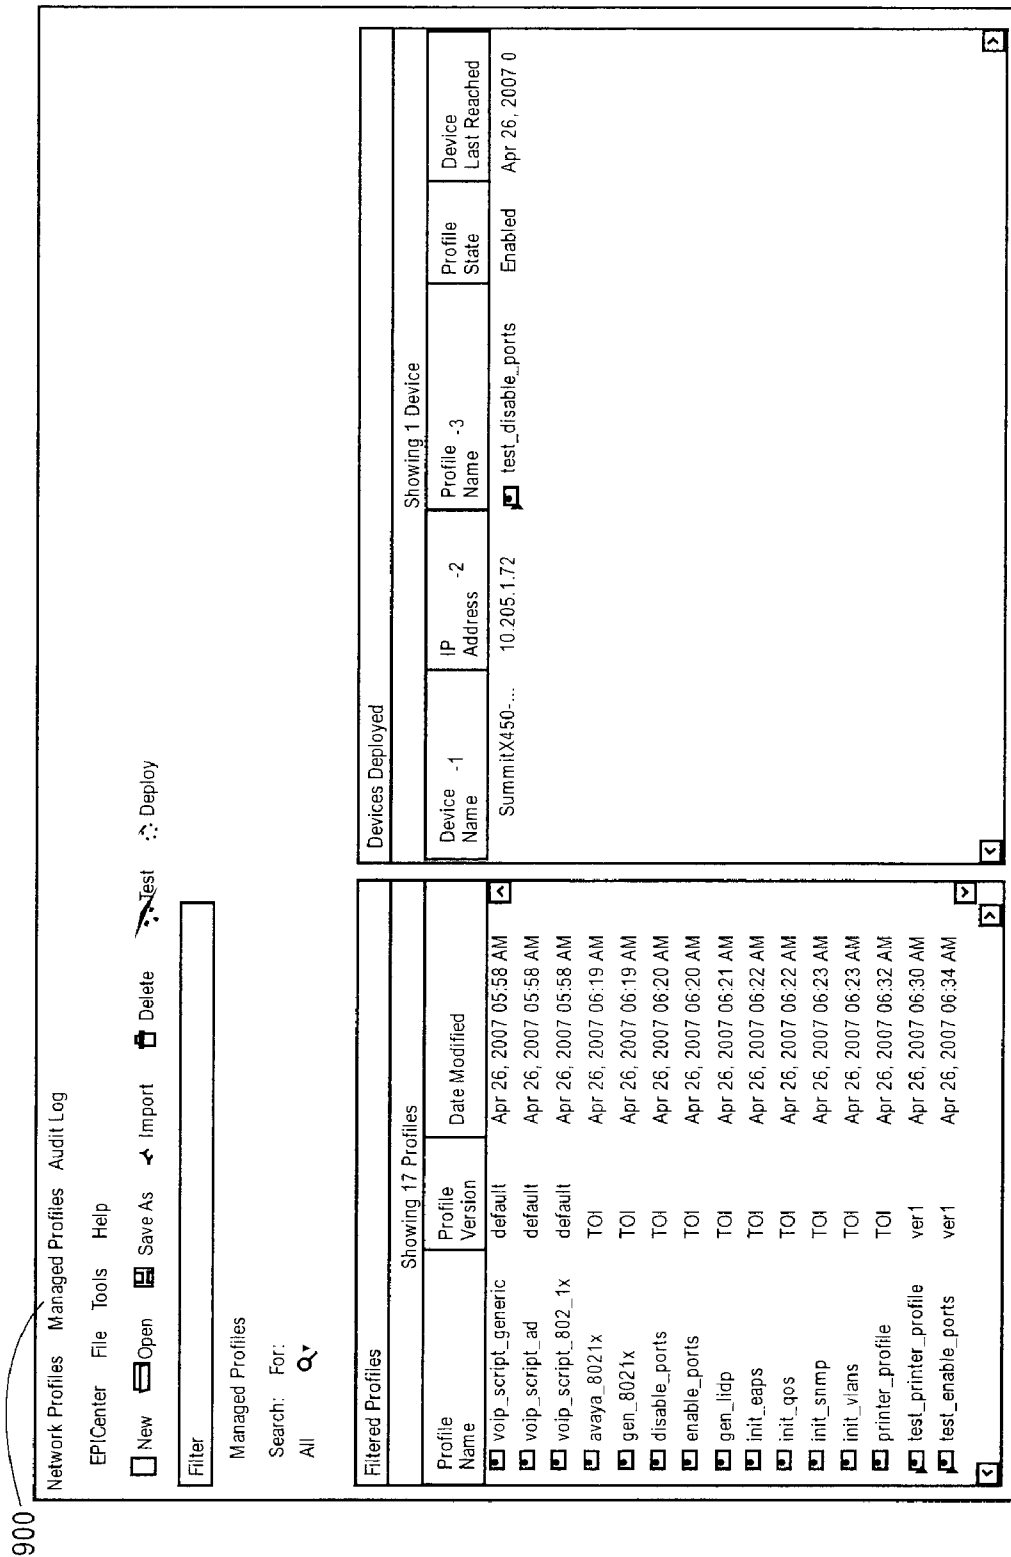 900
Network Profiles Managed Profiles Audit Log
EPICenter File Tools Help
New Open Save As Import Delete Test Deploy
Filter
Managed Profiles
Search: For:
All
Filtered Profiles
Showing 17 Profiles
Profile Name Profile Version Date Modified
voip_script_generic default Apr 26, 2007 05:58 AM
voip_script_ad default Apr 26, 2007 05:58 AM
voip_script_802_1x default Apr 26, 2007 05:58 AM
avaya_8021x TOI Apr 26, 2007 06:19 AM
gen_8021x TOI Apr 26, 2007 06:19 AM
disable_ports TOI Apr 26, 2007 06:20 AM
enable_ports TOI Apr 26, 2007 06:20 AM
gen_lldp TOI Apr 26, 2007 06:21 AM
init_eaps TOI Apr 26, 2007 06:22 AM
init_qos TOI Apr 26, 2007 06:22 AM
init_snmp TOI Apr 26, 2007 06:23 AM
init_vlans TOI Apr 26, 2007 06:23 AM
printer_profile TOI Apr 26, 2007 06:32 AM
test_printer_profile ver1 Apr 26, 2007 06:30 AM
test_enable_ports ver1 Apr 26, 2007 06:34 AM
Devices Deployed
Showing 1 Device
Device Name -1 IP Address -2 Profile Name -3 Profile State Device Last Reached
SummitX450-... 10.205.1.72 test_disable_ports Enabled Apr 26, 2007 0